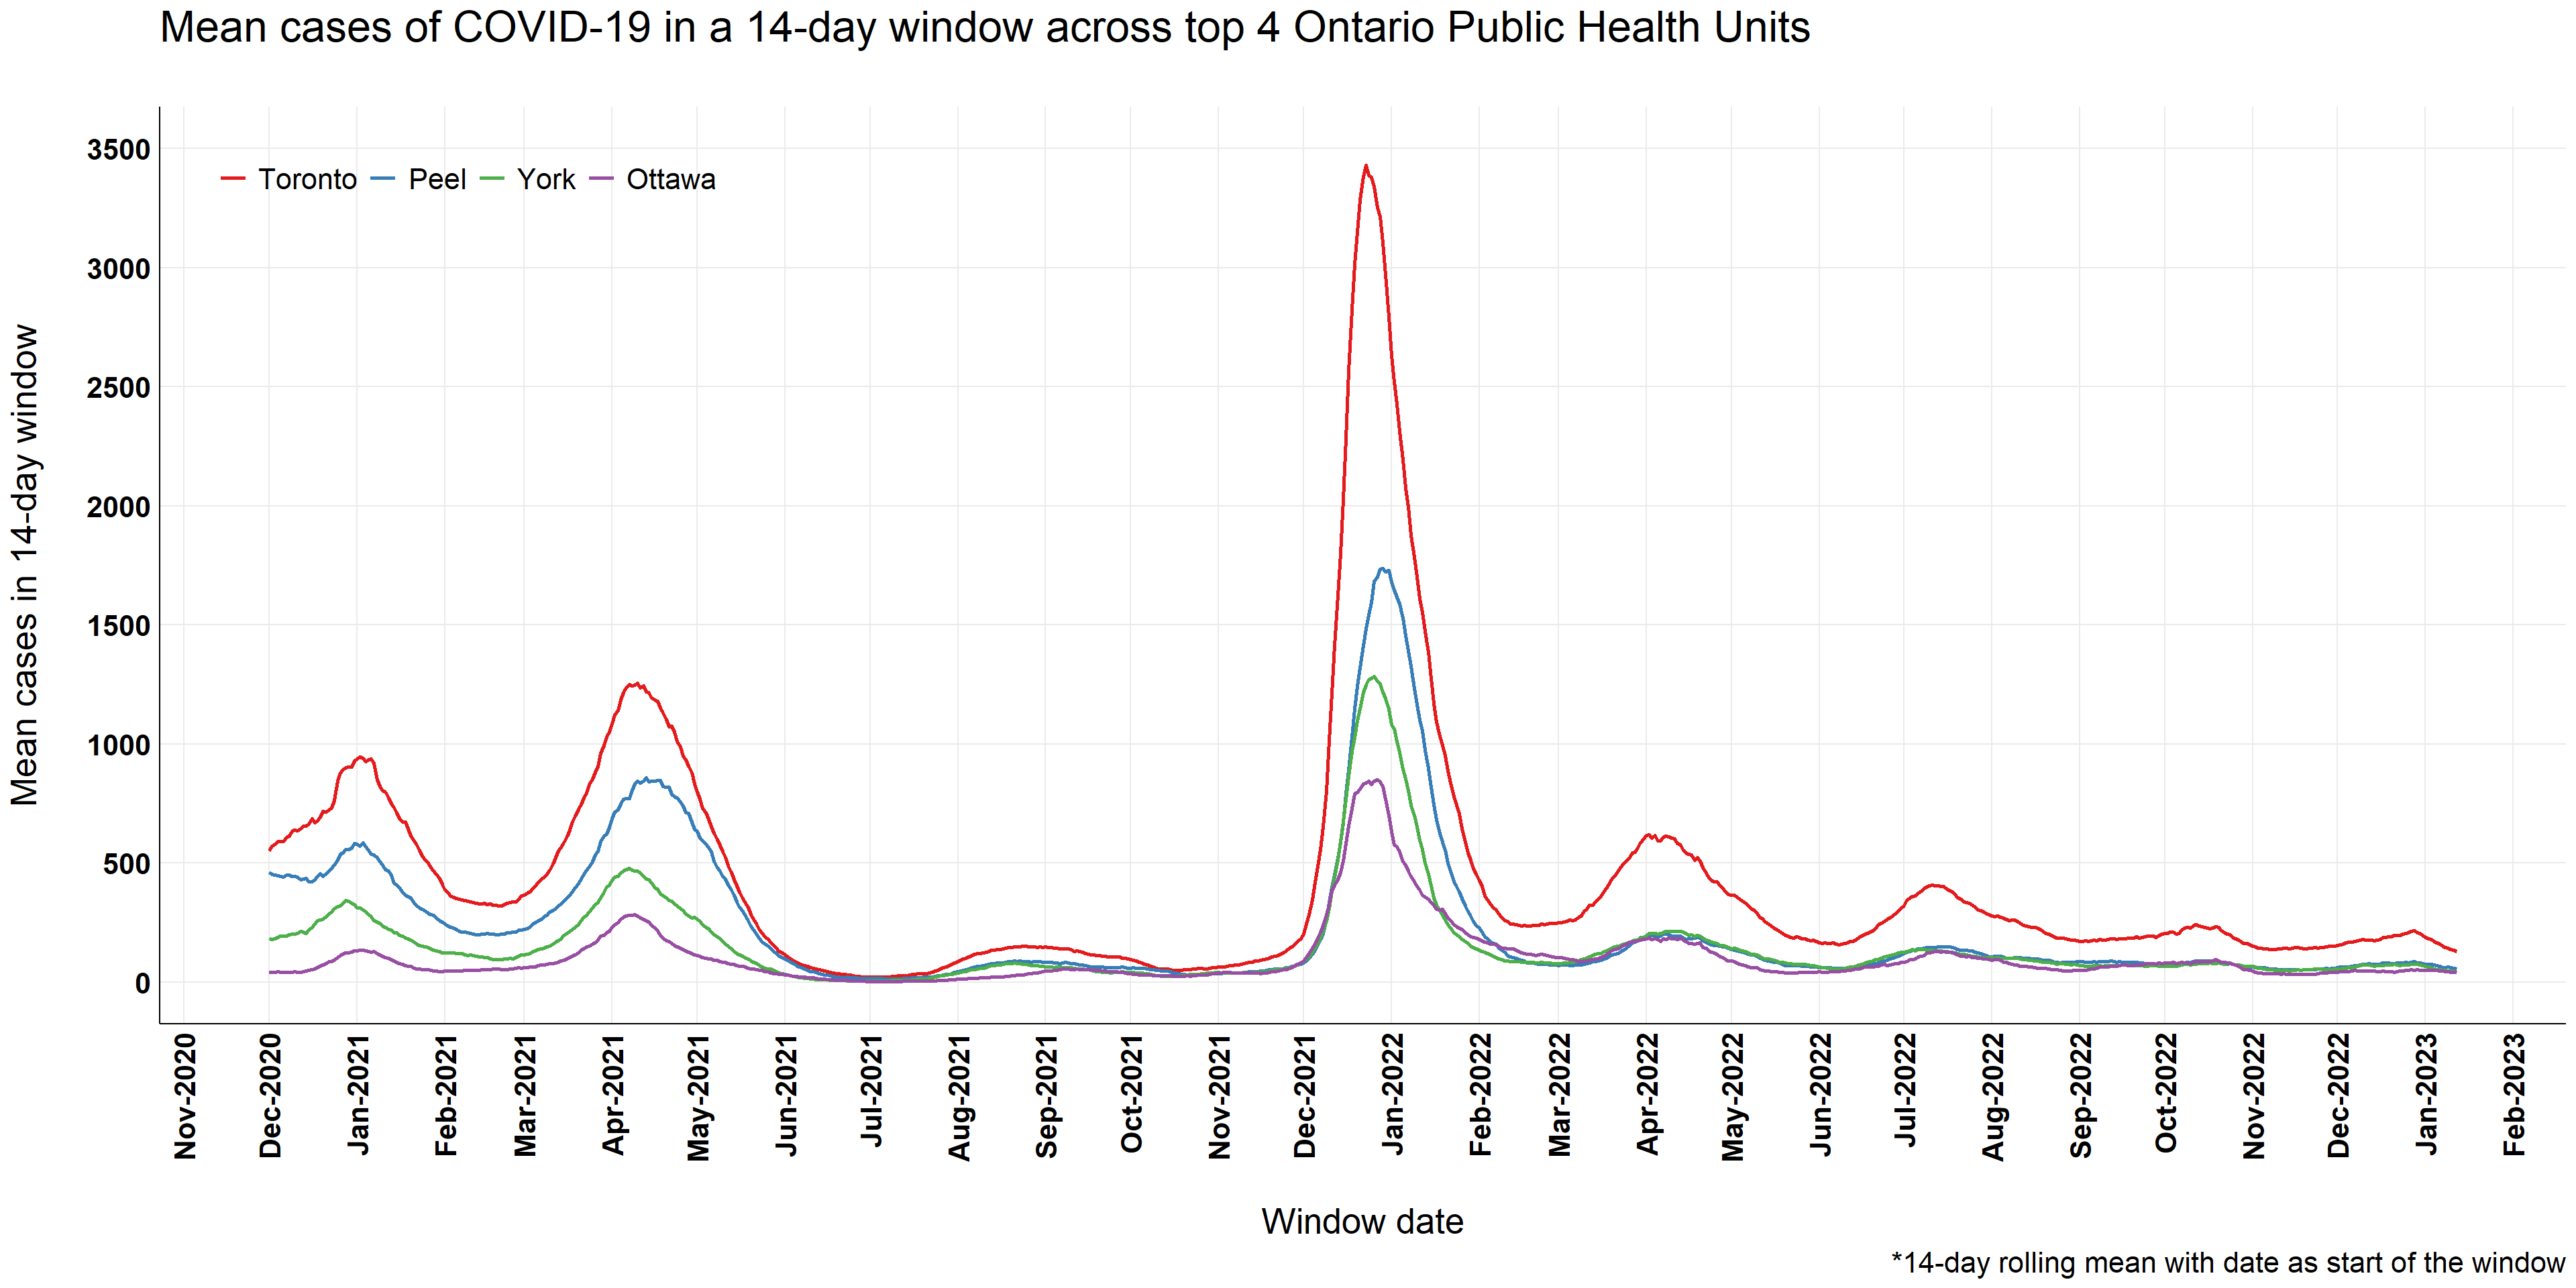 Mean cases of COVID-19 in a 14-day window across top 4 Ontario Public Health Units
Mean cases in 14-day window
3500
3000
2500
2000
1500
1000
500
0
Toronto Peel York Ottawa
Nov-2020
Dec-2020
Jan-2021
Feb-2021
Mar-2021
Apr-2021
May-2021
Jun-2021
Jul-2021
Aug-2021
Sep-2021
Oct-2021
Nov-2021
Dec-2021
Jan-2022
Feb-2022
Mar-2022
Apr-2022
May-2022
Jun-2022
Jul-2022
Aug-2022
Sep-2022
Oct-2022
Nov-2022
Dec-2022
Jan-2023
Feb-2023
Window date
*14-day rolling mean with date as start of the window